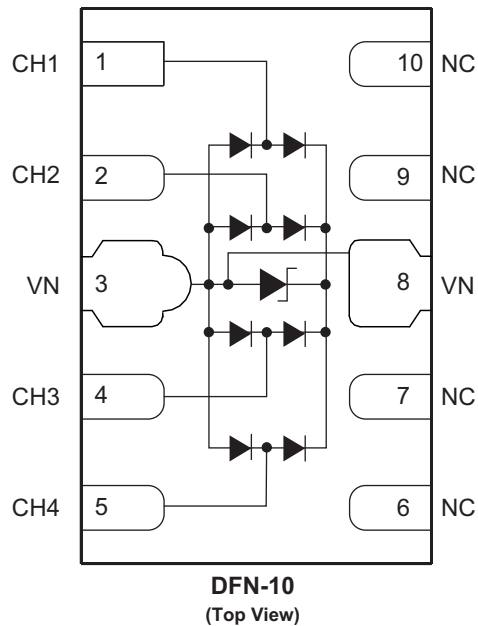 CH1 1 10 NC
CH2 2 9 NC
VN 3 8 VN
CH3 4 7 NC
CH4 5 6 NC
DFN-10
(Top View)